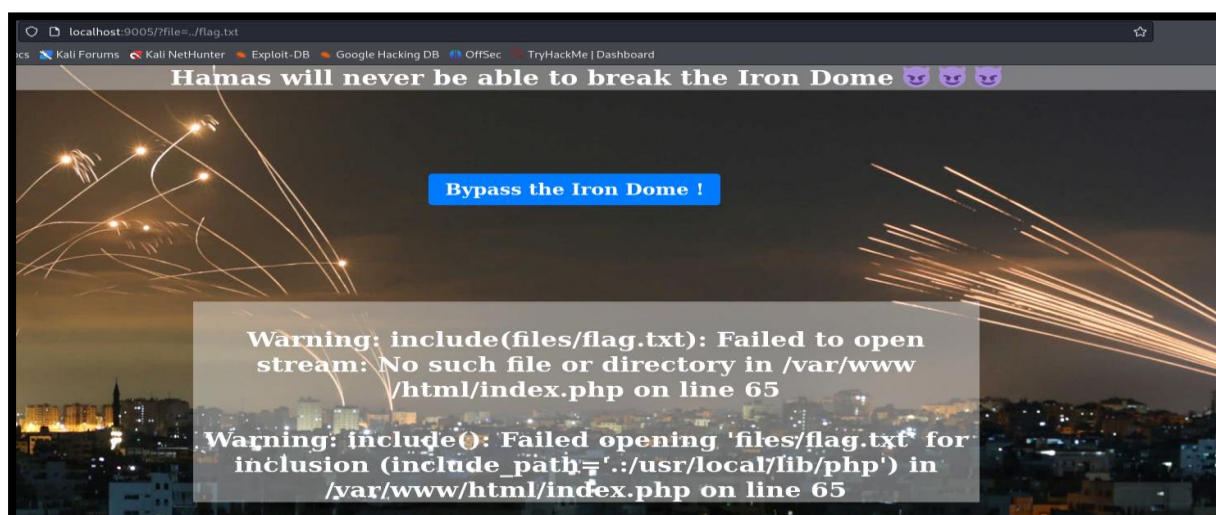 localhost:9005/?file=../flag.txt
Kali Forums Kali NetHunter Exploit-DB Google Hacking DB OffSec TryHackMe | Dashboard
Hamas will never be able to break the Iron Dome 😈 😈 😈
Bypass the Iron Dome !
Warning: include(files/flag.txt): Failed to open
stream: No such file or directory in /var/www
/html/index.php on line 65
Warning: include(): Failed opening 'files/flag.txt' for
inclusion (include_path='.:/usr/local/lib/php') in
/var/www/html/index.php on line 65